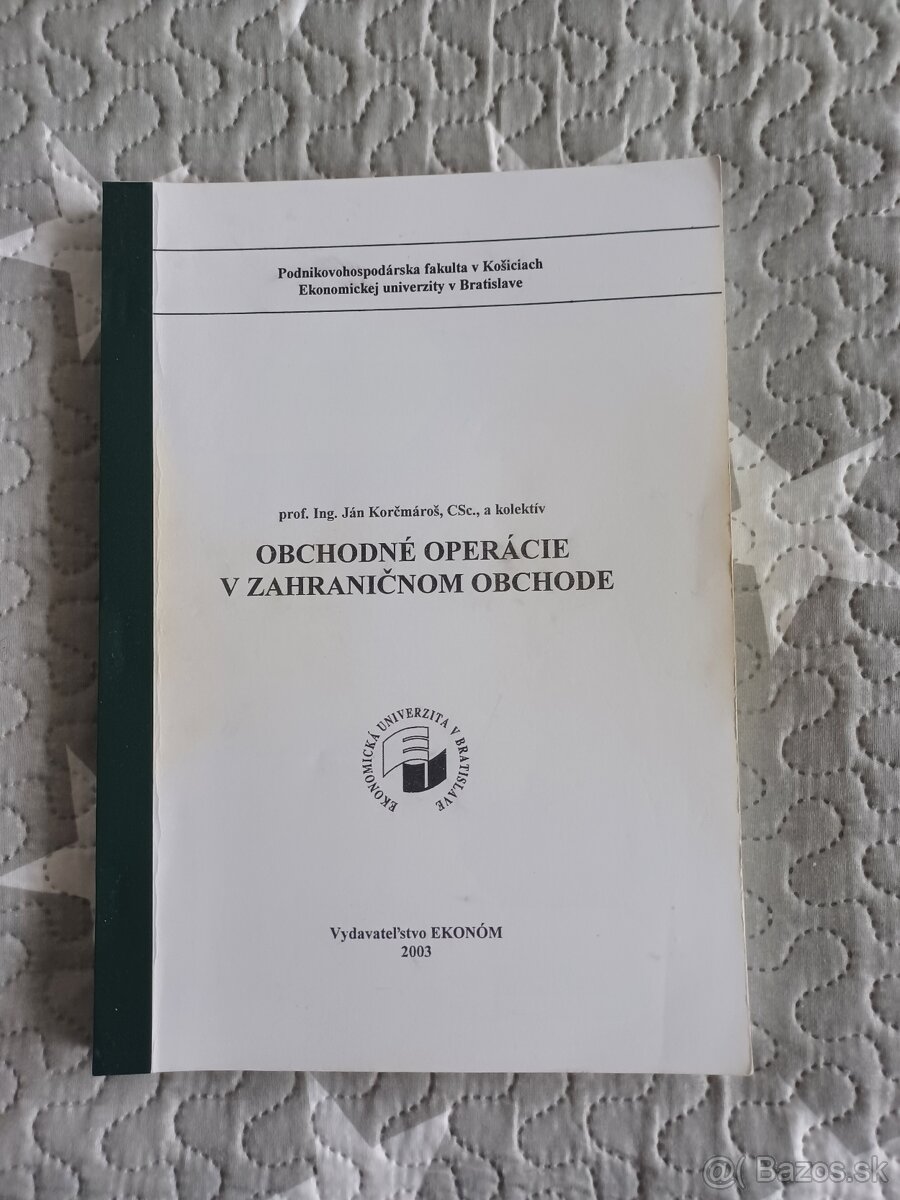 Podnikovohospodárska fakulta v Košiciach
Ekonomickej univerzity v Bratislave
prof. Ing. Ján Korčmároš, CSc., a kolektív
OBCHODNÉ OPERÁCIE
V ZAHRANIČNOM OBCHODE
EKONOMICKÁ UNIVERZITA V BRATISLAVE
Vydavateľstvo EKONÓM
2003
@( Bazos.sk